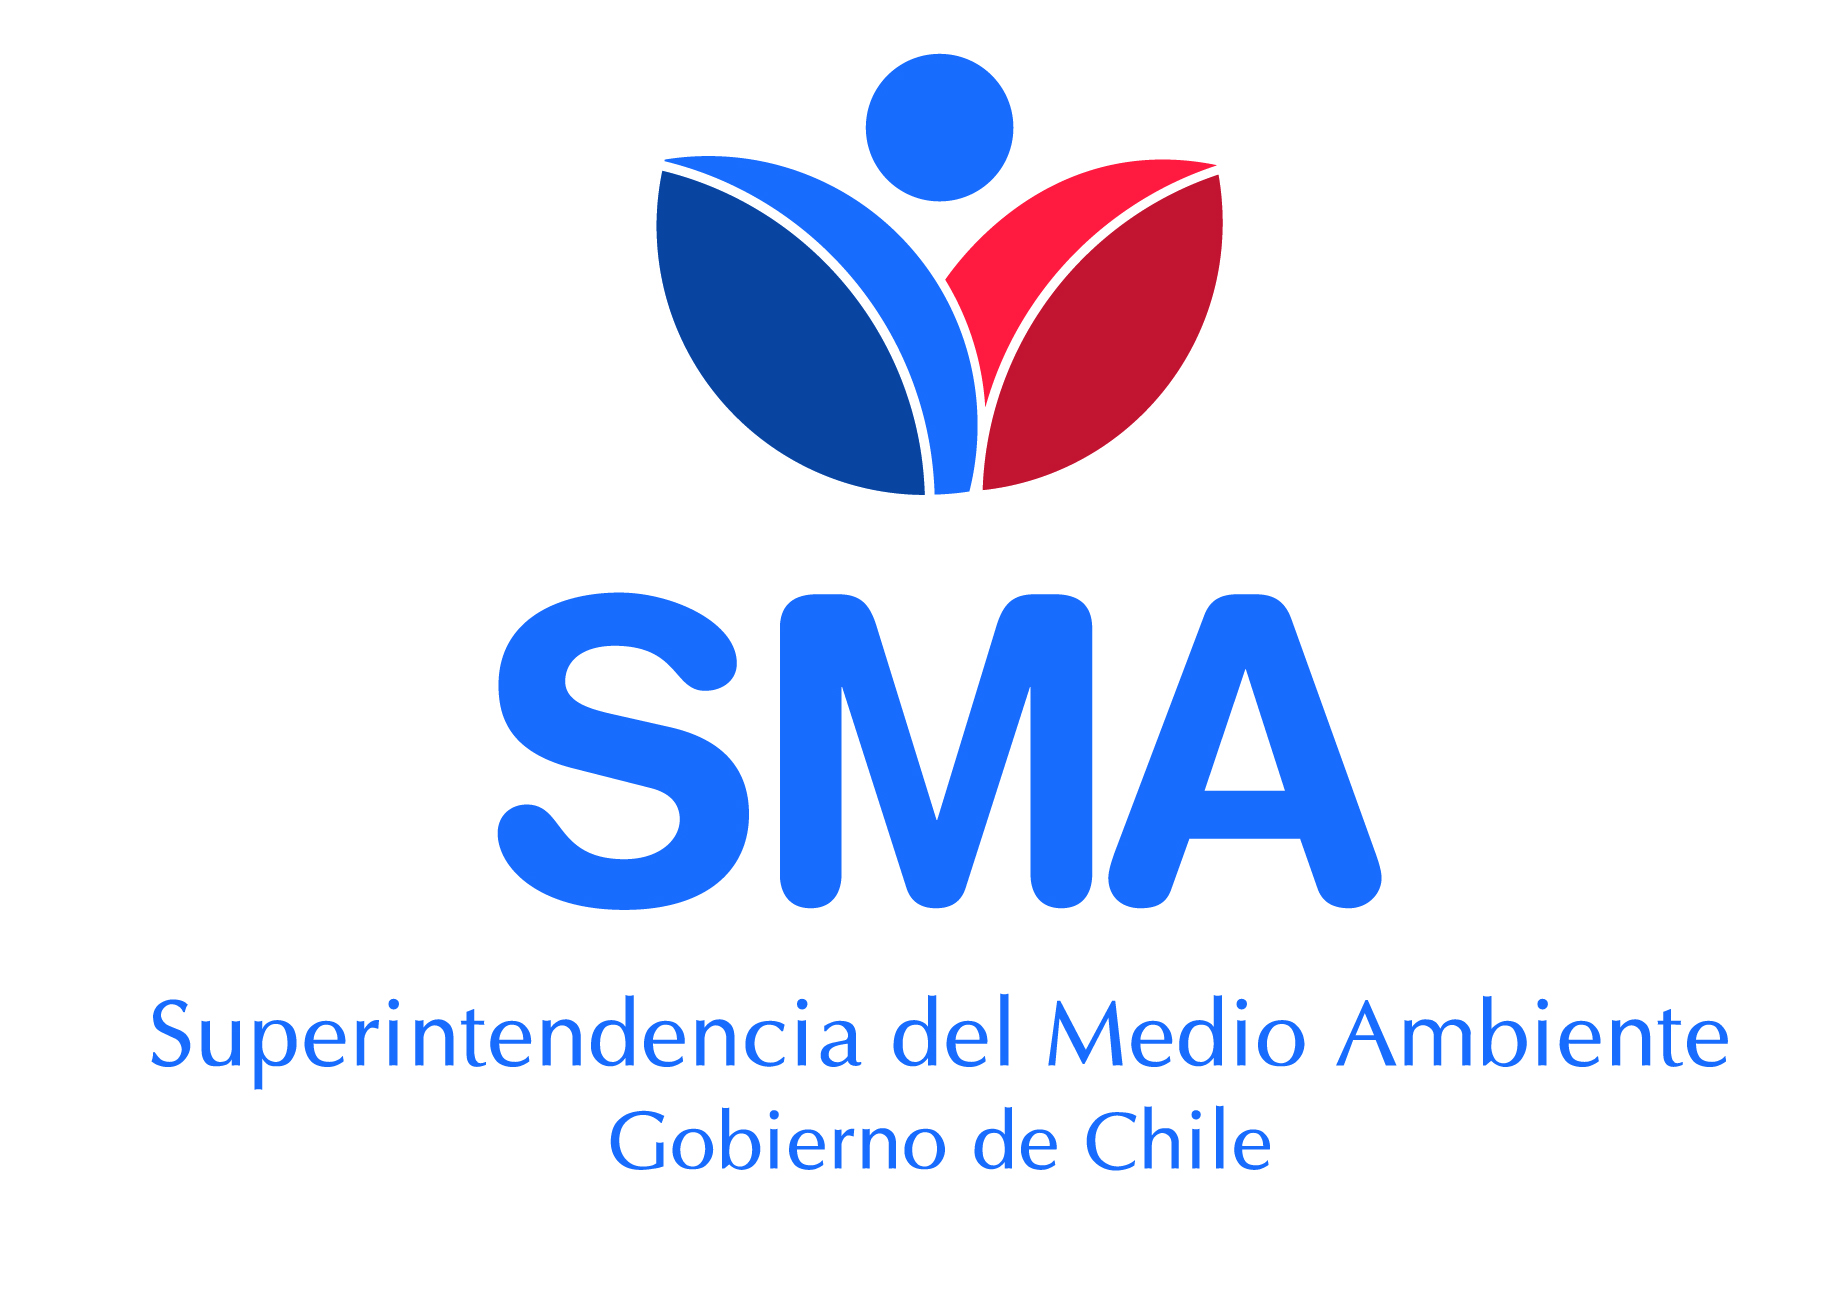 SMA
Superintendencia del Medio Ambiente
Gobierno de Chile